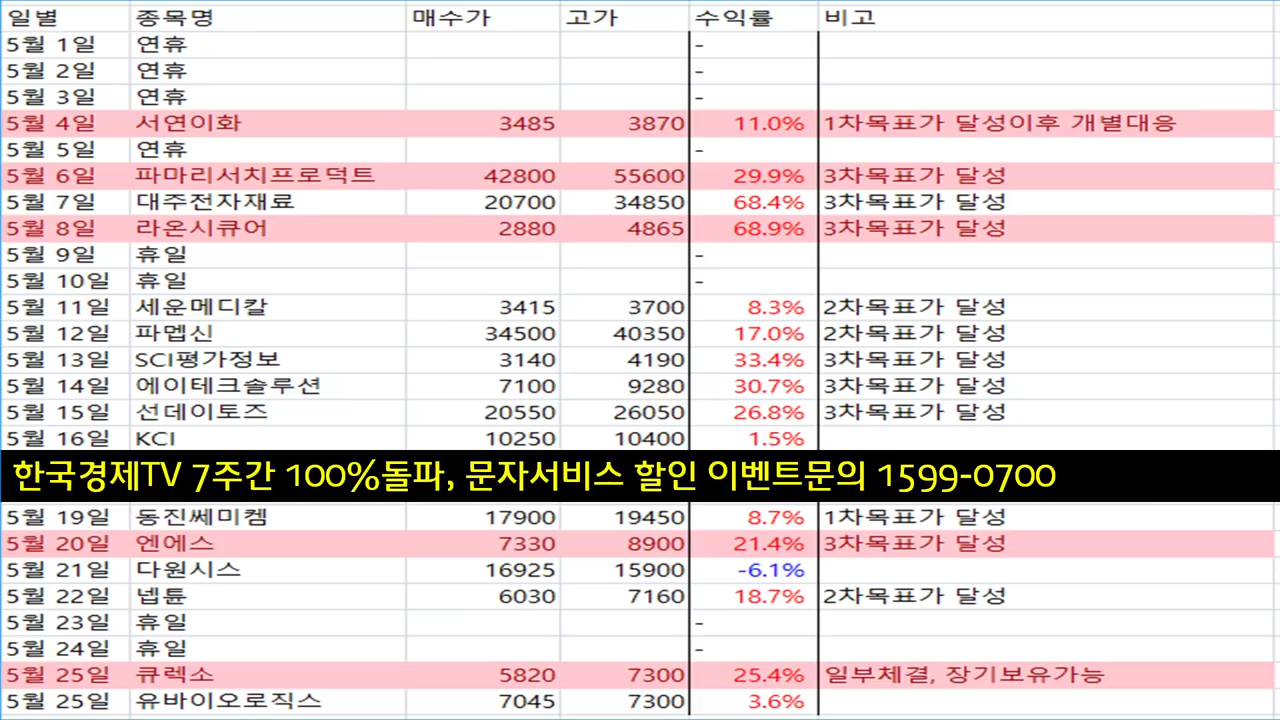 일별 종목명 매수가 고가 수익률 비고
5월 1일 연휴 -
5월 2일 연휴 -
5월 3일 연휴 -
5월 4일 서연이화 3485 3870 11.0% 1차목표가 달성이후 개별대응
5월 5일 연휴 -
5월 6일 파마리서치프로덕트 42800 55600 29.9% 3차목표가 달성
5월 7일 대주전자재료 20700 34850 68.4% 3차목표가 달성
5월 8일 라온시큐어 2880 4865 68.9% 3차목표가 달성
5월 9일 휴일 -
5월 10일 휴일 -
5월 11일 세운메디칼 3415 3700 8.3% 2차목표가 달성
5월 12일 파멥신 34500 40350 17.0% 2차목표가 달성
5월 13일 SCI평가정보 3140 4190 33.4% 3차목표가 달성
5월 14일 에이테크솔루션 7100 9280 30.7% 3차목표가 달성
5월 15일 선데이토즈 20550 26050 26.8% 3차목표가 달성
5월 16일 KCI 10250 10400 1.5%
한국경제TV 7주간 100%돌파, 문자서비스 할인 이벤트문의 1599-0700
5월 19일 동진쎄미켐 17900 19450 8.7% 1차목표가 달성
5월 20일 엔에스 7330 8900 21.4% 3차목표가 달성
5월 21일 다원시스 16925 15900 -6.1%
5월 22일 넵튠 6030 7160 18.7% 2차목표가 달성
5월 23일 휴일 -
5월 24일 휴일 -
5월 25일 큐렉소 5820 7300 25.4% 일부체결, 장기보유가능
5월 25일 유바이오로직스 7045 7300 3.6%